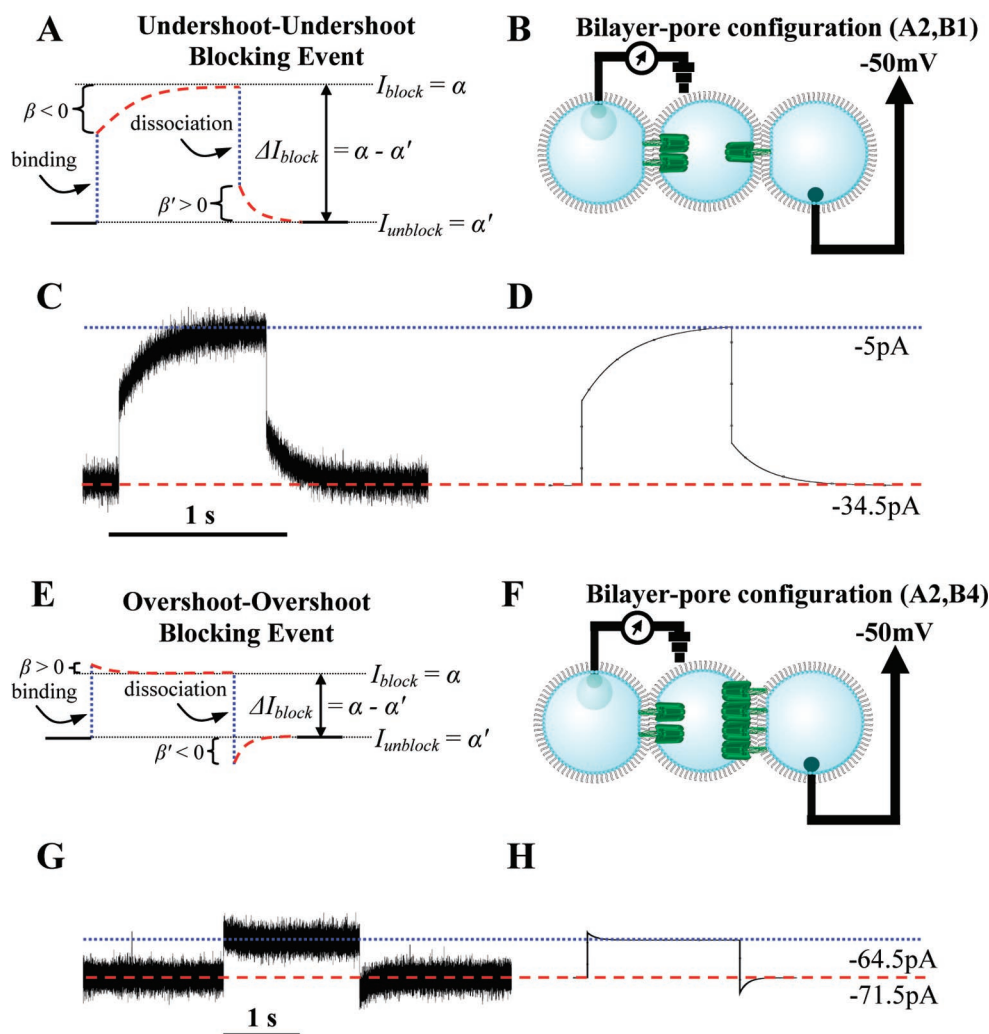 A
Undershoot-Undershoot
Blocking Event
β < 0
binding
dissociation
β′ > 0
I_block = α
ΔI_block = α - α′
I_unblock = α′
B
Bilayer-pore configuration (A2,B1)
-50mV
C
1 s
D
-5pA
-34.5pA
E
Overshoot-Overshoot
Blocking Event
β > 0
binding
dissociation
β′ < 0
I_block = α
ΔI_block = α - α′
I_unblock = α′
F
Bilayer-pore configuration (A2,B4)
-50mV
G
1 s
H
-64.5pA
-71.5pA